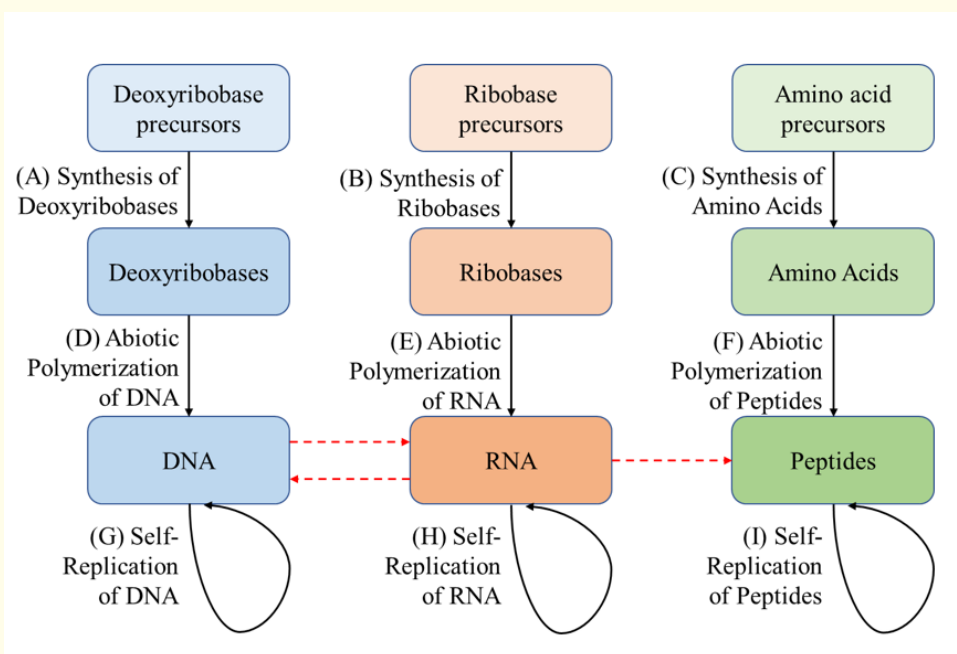 Deoxyribobase
precursors
Ribobase
precursors
Amino acid
precursors
(A) Synthesis of
Deoxyribobases
(B) Synthesis of
Ribobases
(C) Synthesis of
Amino Acids
Deoxyribobases
Ribobases
Amino Acids
(D) Abiotic
Polymerization
of DNA
(E) Abiotic
Polymerization
of RNA
(F) Abiotic
Polymerization
of Peptides
DNA
RNA
Peptides
(G) Self-
Replication
of DNA
(H) Self-
Replication
of RNA
(I) Self-
Replication
of Peptides